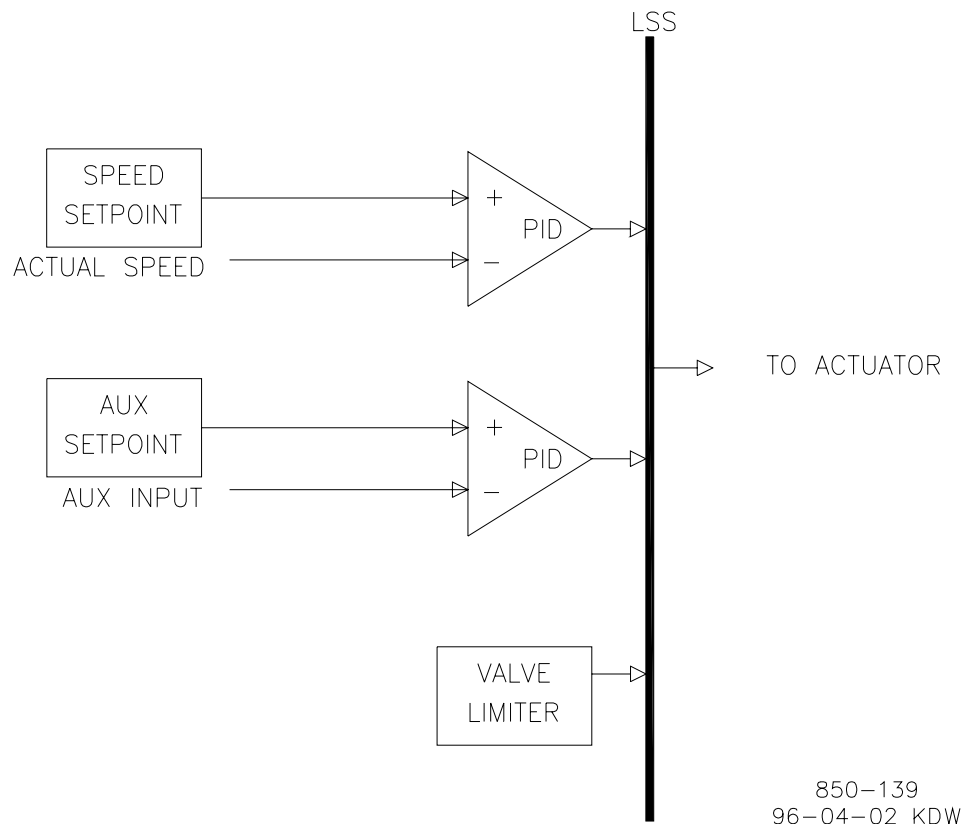 LSS
SPEED
SETPOINT
+
PID
ACTUAL SPEED
−
TO ACTUATOR
AUX
SETPOINT
+
PID
AUX INPUT
−
VALVE
LIMITER
850-139
96-04-02 KDW